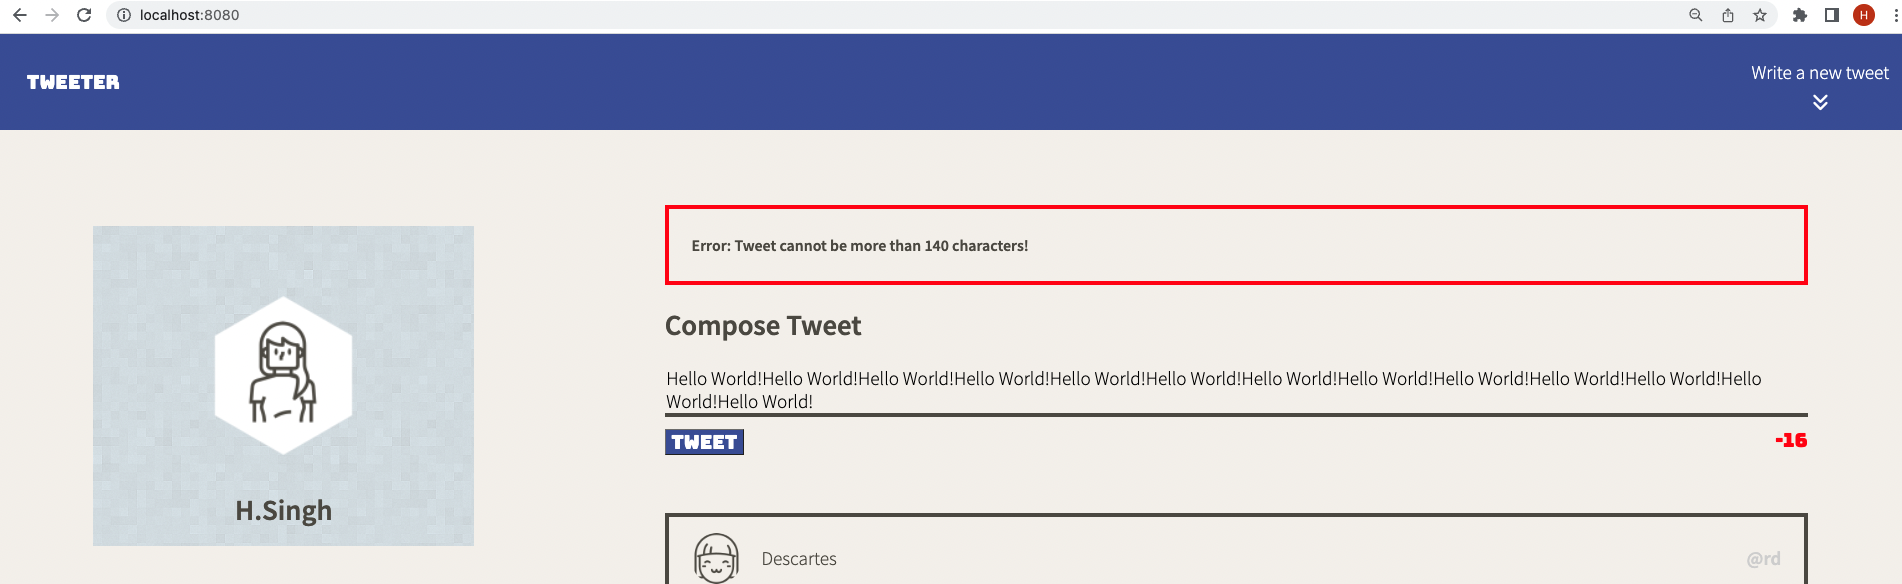 localhost:8080
H
TWEETER
Write a new tweet
Error: Tweet cannot be more than 140 characters!
Compose Tweet
Hello World!Hello World!Hello World!Hello World!Hello World!Hello World!Hello World!Hello World!Hello World!Hello World!Hello World!Hello
World!Hello World!
TWEET
-16
H.Singh
Descartes
@rd